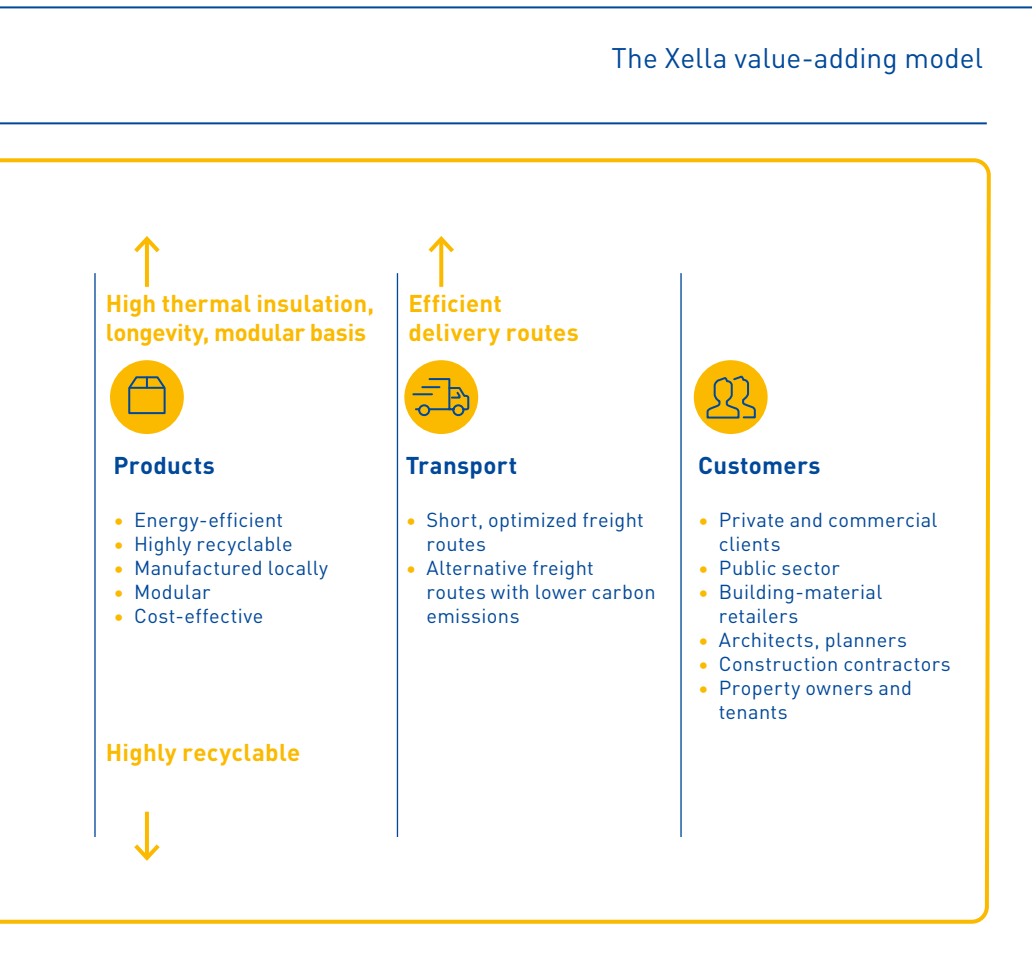 The Xella value-adding model
High thermal insulation,
longevity, modular basis
Products
• Energy-efficient
• Highly recyclable
• Manufactured locally
• Modular
• Cost-effective
Highly recyclable
Efficient
delivery routes
Transport
• Short, optimized freight
routes
• Alternative freight
routes with lower carbon
emissions
Customers
• Private and commercial
clients
• Public sector
• Building-material
retailers
• Architects, planners
• Construction contractors
• Property owners and
tenants